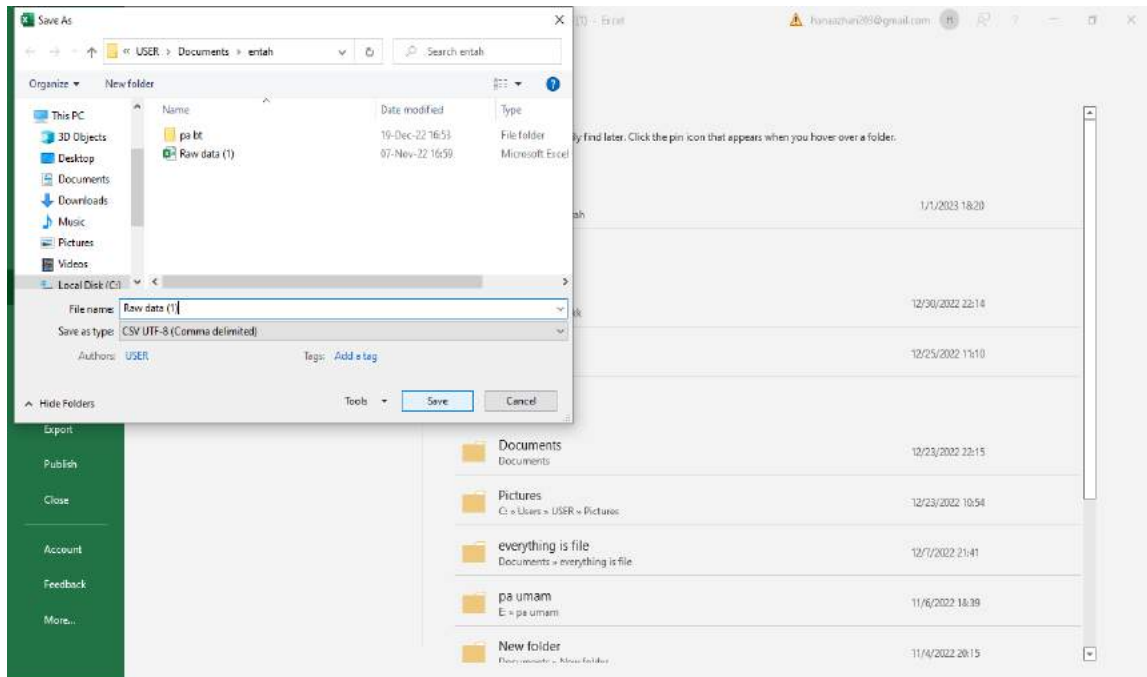 Save As
(1) - Excel
« USER > Documents > entah
Search entah
Organize
New folder
This PC
3D Objects
Desktop
Documents
Downloads
Music
Pictures
Videos
Local Disk (C:)
Name Date modified Type
pa bt 19-Dec-22 16:53 File folder
Raw data (1) 07-Nov-22 16:59 Microsoft Excel
File name: Raw data (1)
Save as type: CSV UTF-8 (Comma delimited)
Authors: USER Tags: Add a tag
Hide Folders Tools Save Cancel
ly find later. Click the pin icon that appears when you hover over a folder.
1/1/2023 18:20
12/30/2022 22:14
12/25/2022 11:10
Export
Publish
Close
Account
Feedback
More...
Documents
Documents
12/23/2022 22:15
Pictures
C: » Users » USER » Pictures
12/23/2022 10:54
everything is file
Documents » everything is file
12/7/2022 21:41
pa umam
E: » pa umam
11/6/2022 18:39
New folder
Documents » New folder
11/4/2022 20:15